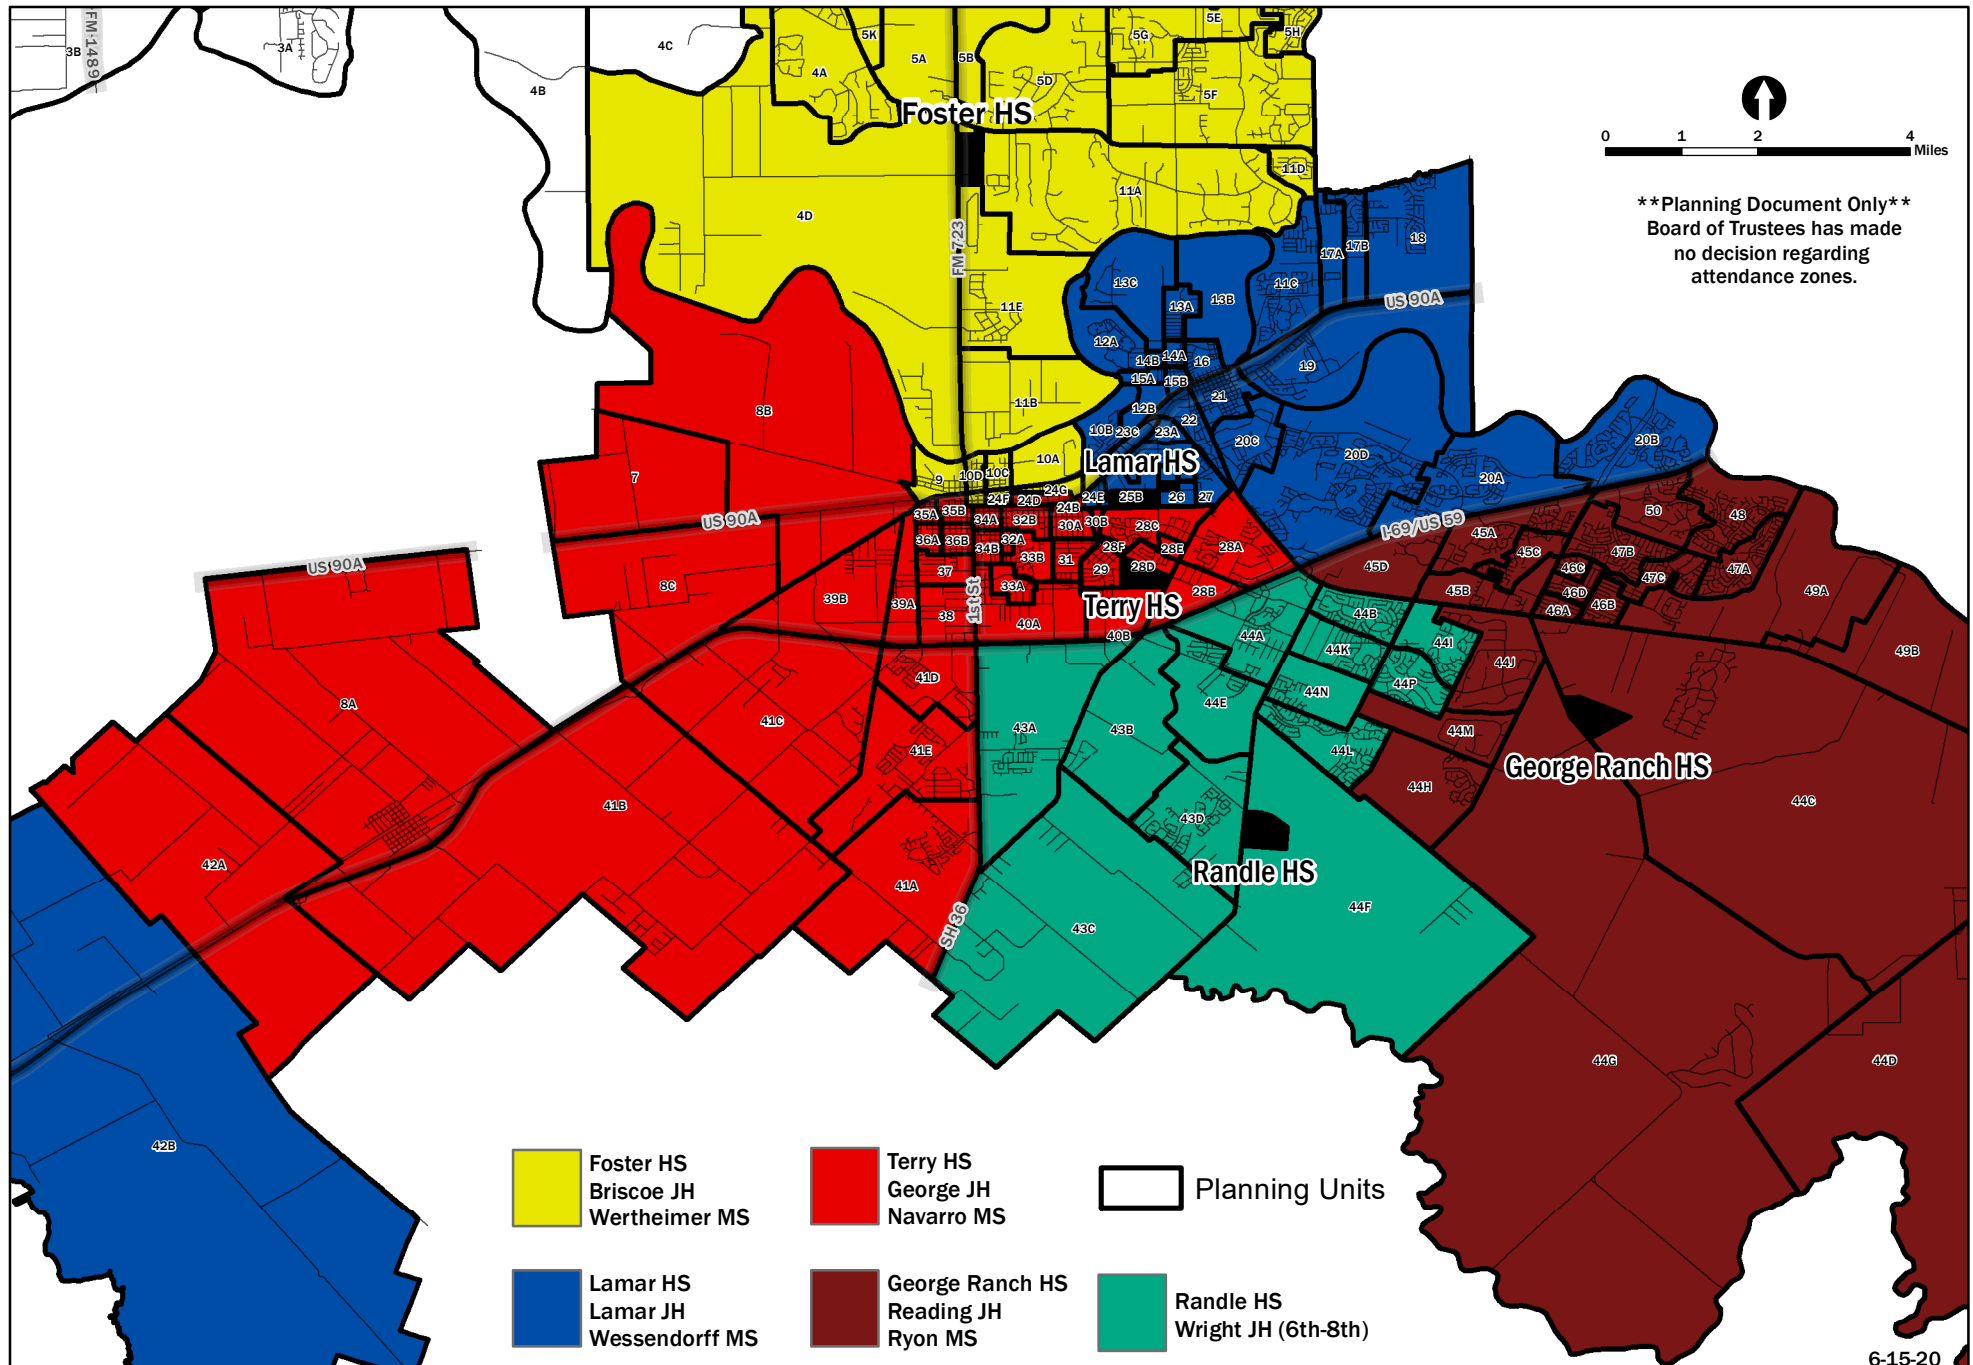 FM 1489
3B
3A
4C
4B
4A
5K
5A
5B
5D
5G
5E
5H
5F
Foster HS
11D
11A
4D
FM 723
0 1 2 4
Miles
**Planning Document Only**
Board of Trustees has made
no decision regarding
attendance zones.
17A
17B
18
13C
13A
13B
11C
US 90A
11E
12A
14B
14A
16
19
15A
15B
21
12B
22
11B
8B
10B
23C
23A
20C
20D
20B
20A
Lamar HS
7
9
10D
10C
10A
24G
24F
24D
24E
25B
26
27
24B
US 90A
35A
35B
34A
32B
30A
30B
28C
36A
36B
34B
32A
33B
31
28F
28E
28A
29
28D
I-69/US 59
45A
45C
50
48
47B
47A
47C
45D
45B
46C
46D
46A
46B
49A
49B
US 90A
8C
39B
39A
37
38
1st St
33A
40A
28B
Terry HS
40B
44A
44B
44K
44I
44J
44P
44N
44E
44L
44M
44H
George Ranch HS
44C
41D
41C
41E
43A
43B
43D
8A
41B
42A
41A
Randle HS
44F
43C
SH 36
44G
44D
42B
Foster HS
Briscoe JH
Wertheimer MS
Terry HS
George JH
Navarro MS
Planning Units
Lamar HS
Lamar JH
Wessendorff MS
George Ranch HS
Reading JH
Ryon MS
Randle HS
Wright JH (6th-8th)
6-15-20